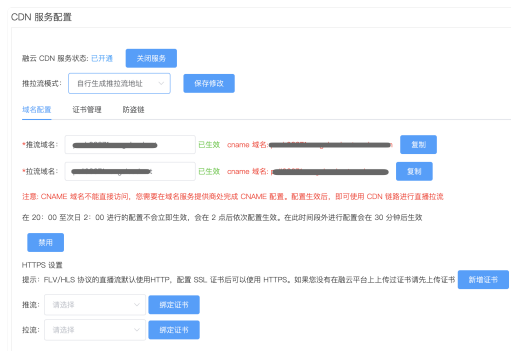 CDN 服务配置
融云 CDN 服务状态: 已开通 关闭服务
推拉流模式: 自行生成推拉流地址 保存修改
域名配置 证书管理 防盗链
*推流域名: 已生效 cname 域名: 复制
*拉流域名: 已生效 cname 域名: 复制
注意: CNAME 域名不能直接访问，您需要在域名服务提供商处完成 CNAME 配置。配置生效后，即可使用 CDN 链路进行直播拉流
在 20：00 至次日 2：00 进行的配置不会立即生效，会在 2 点后依次配置生效。在此时间段外进行配置会在 30 分钟后生效
禁用
HTTPS 设置
提示：FLV/HLS 协议的直播流默认使用HTTP，配置 SSL 证书后可以使用 HTTPS。如果您没有在融云平台上上传过证书请先上传证书 新增证书
推流: 请选择 绑定证书
拉流: 请选择 绑定证书